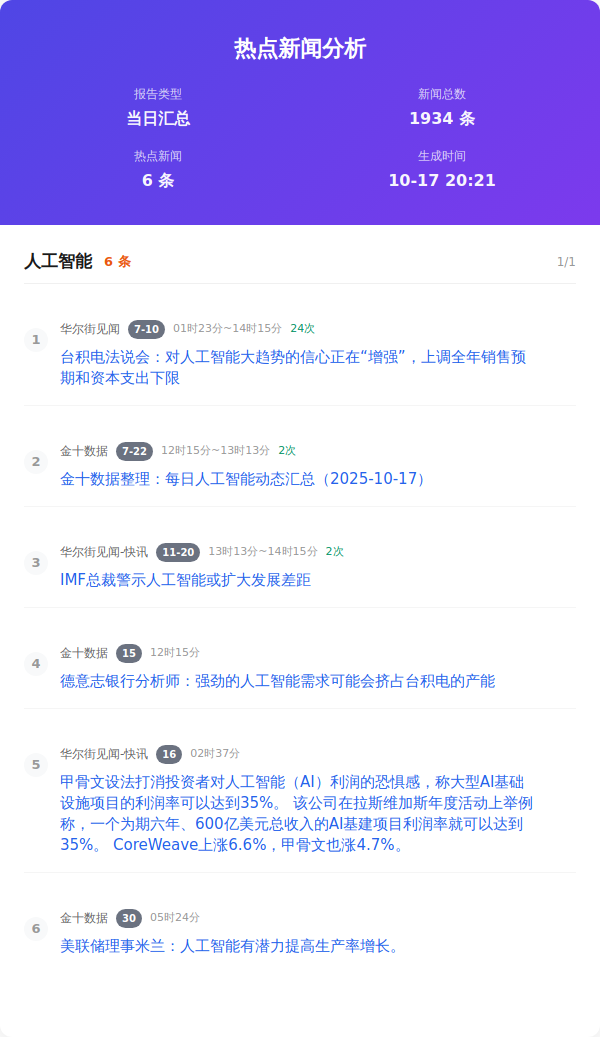 热点新闻分析
报告类型
新闻总数
当日汇总
1934 条
热点新闻
生成时间
6 条
10-17 20:21
人工智能 6 条 1/1
1
华尔街见闻 7-10 01时23分~14时15分 24次
台积电法说会：对人工智能大趋势的信心正在“增强”，上调全年销售预
期和资本支出下限
2
金十数据 7-22 12时15分~13时13分 2次
金十数据整理：每日人工智能动态汇总（2025-10-17）
3
华尔街见闻-快讯 11-20 13时13分~14时15分 2次
IMF总裁警示人工智能或扩大发展差距
4
金十数据 15 12时15分
德意志银行分析师：强劲的人工智能需求可能会挤占台积电的产能
5
华尔街见闻-快讯 16 02时37分
甲骨文设法打消投资者对人工智能（AI）利润的恐惧感，称大型AI基础
设施项目的利润率可以达到35%。 该公司在拉斯维加斯年度活动上举例
称，一个为期六年、600亿美元总收入的AI基建项目利润率就可以达到
35%。 CoreWeave上涨6.6%，甲骨文也涨4.7%。
6
金十数据 30 05时24分
美联储理事米兰：人工智能有潜力提高生产率增长。